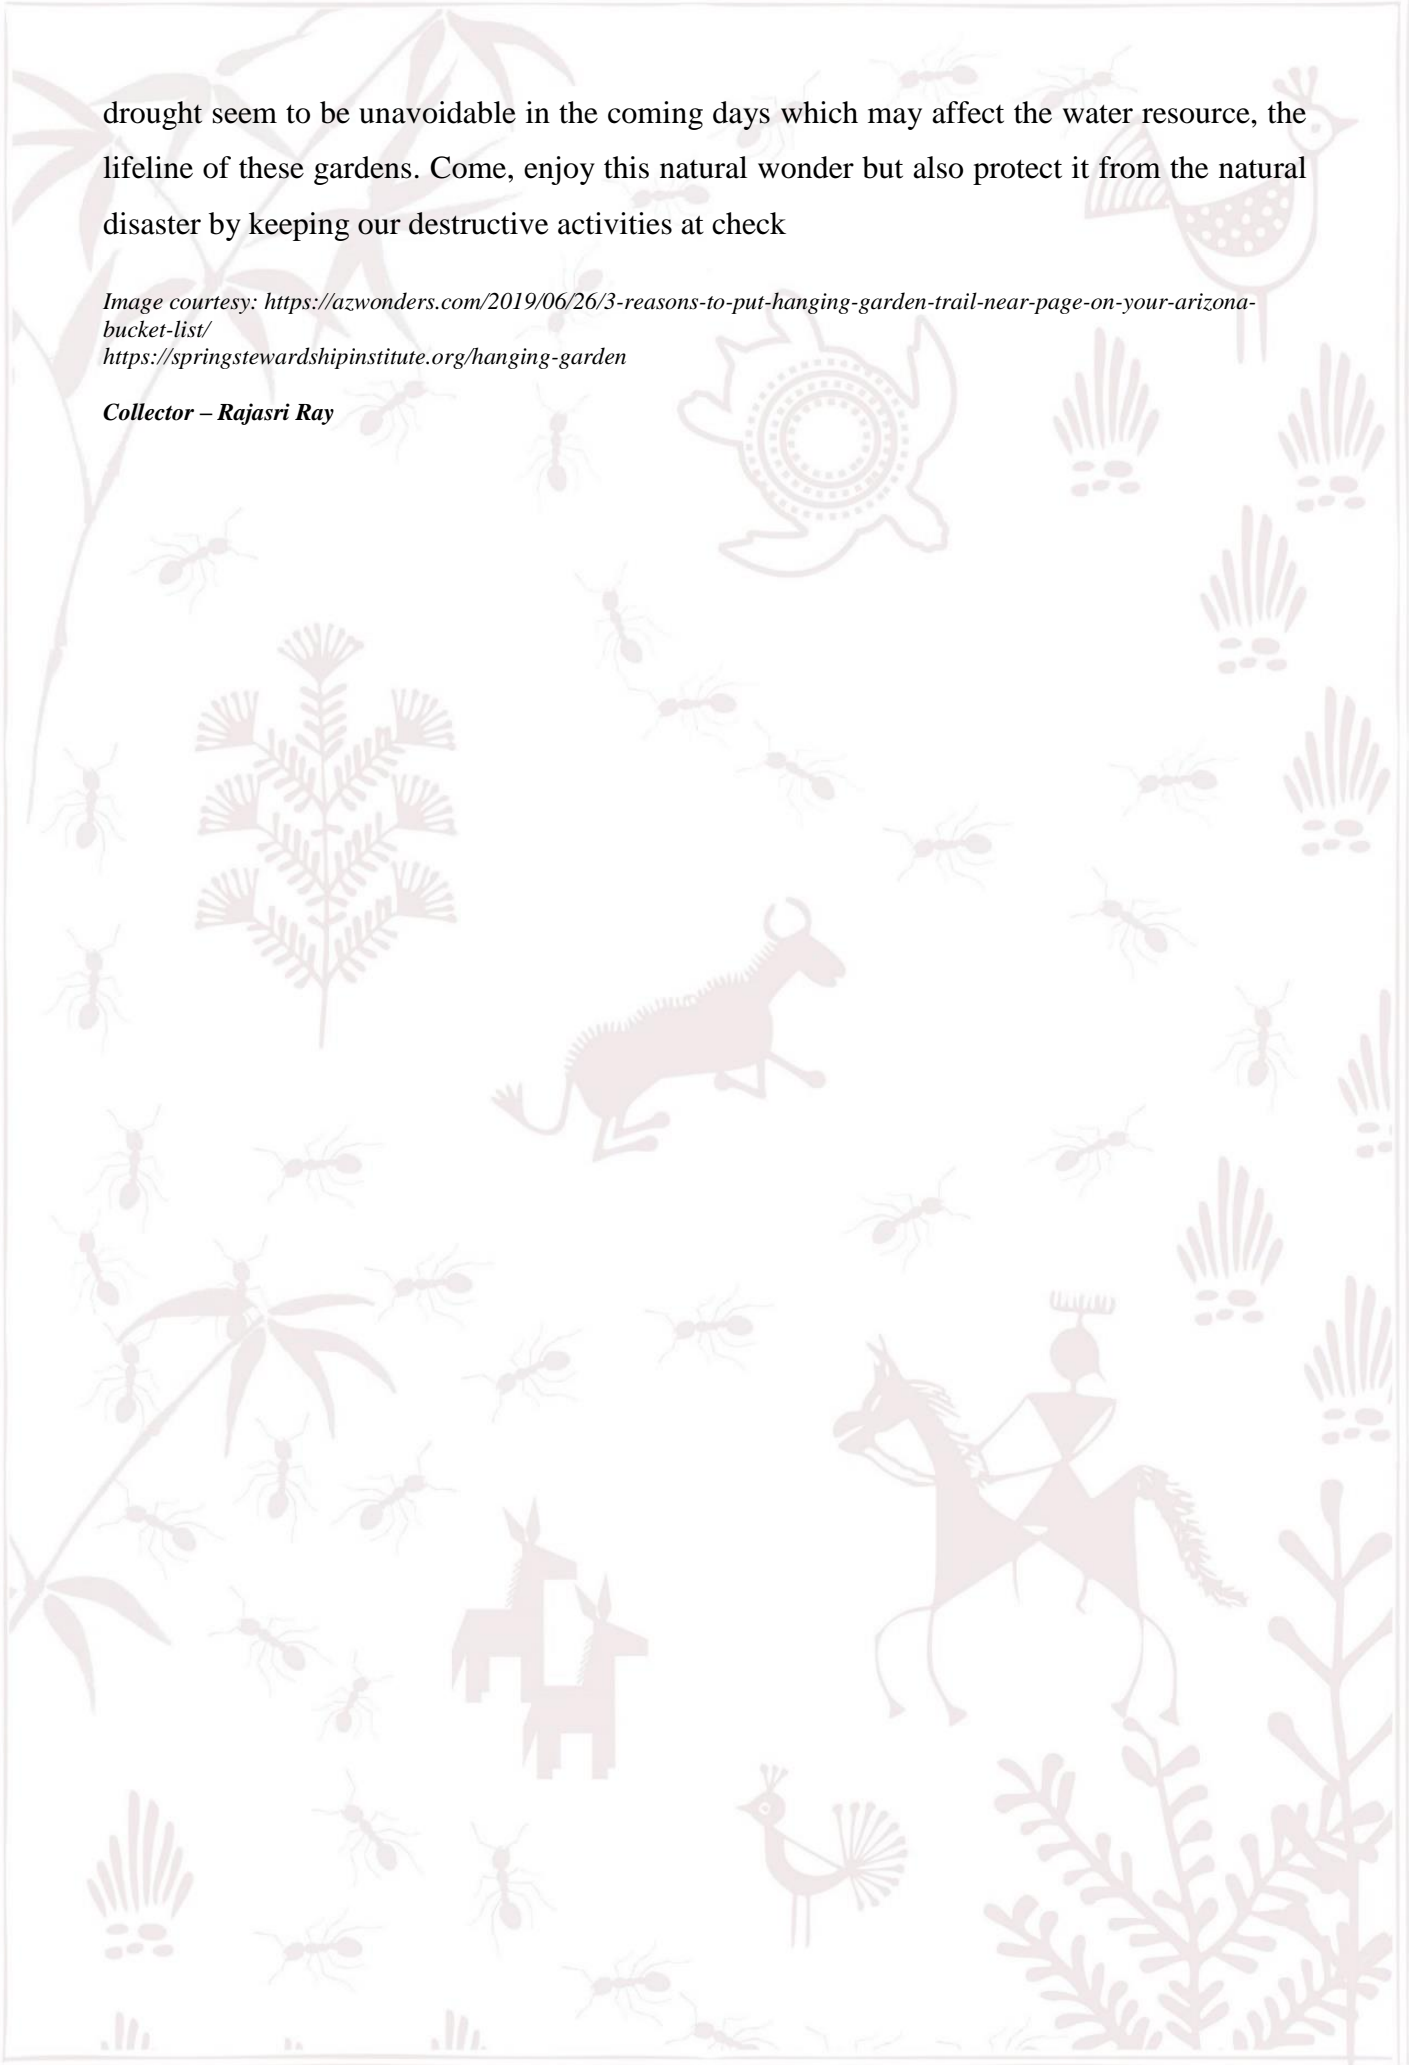 drought seem to be unavoidable in the coming days which may affect the water resource, the
lifeline of these gardens. Come, enjoy this natural wonder but also protect it from the natural
disaster by keeping our destructive activities at check
Image courtesy: https://azwonders.com/2019/06/26/3-reasons-to-put-hanging-garden-trail-near-page-on-your-arizona-
bucket-list/
https://springstewardshipinstitute.org/hanging-garden
Collector – Rajasri Ray